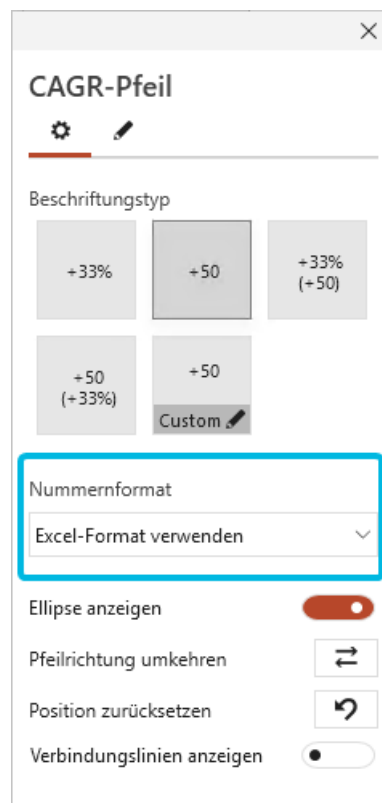 CAGR-Pfeil
Beschriftungstyp
+33%
+50
+33%
(+50)
+50
(+33%)
+50
Custom
Nummernformat
Excel-Format verwenden
Ellipse anzeigen
Pfeilrichtung umkehren
Position zurücksetzen
Verbindungslinien anzeigen